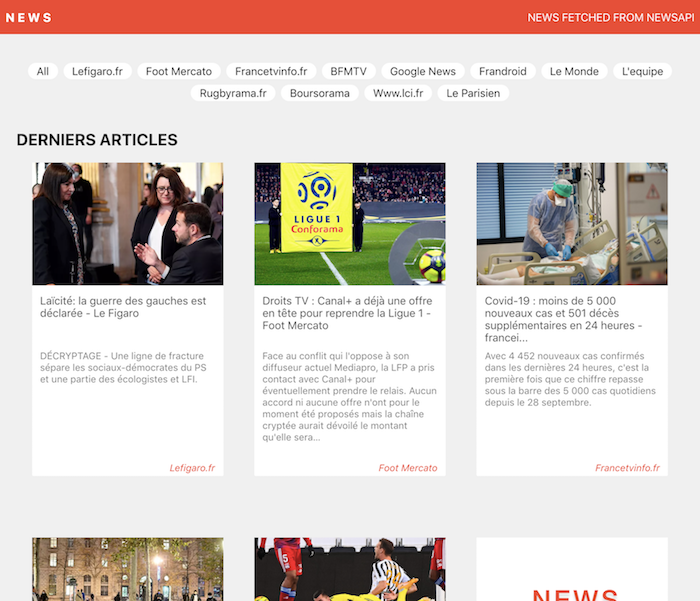 NEWS
NEWS FETCHED FROM NEWSAPI
All
Lefigaro.fr
Foot Mercato
Francetvinfo.fr
BFMTV
Google News
Frandroid
Le Monde
L'equipe
Rugbyrama.fr
Boursorama
Www.lci.fr
Le Parisien
DERNIERS ARTICLES
Laïcité: la guerre des gauches est
déclarée - Le Figaro
DÉCRYPTAGE - Une ligne de fracture
sépare les sociaux-démocrates du PS
et une partie des écologistes et LFI.
Lefigaro.fr
LIGUE 1
Conforama
Droits TV : Canal+ a déjà une offre
en tête pour reprendre la Ligue 1 -
Foot Mercato
Face au conflit qui l'oppose à son
diffuseur actuel Mediapro, la LFP a pris
contact avec Canal+ pour
éventuellement prendre le relais. Aucun
accord ni aucune offre n'ont pour le
moment été proposés mais la chaîne
cryptée aurait dévoilé le montant
qu'elle sera...
Foot Mercato
Covid-19 : moins de 5 000
nouveaux cas et 501 décès
supplémentaires en 24 heures -
francei...
Avec 4 452 nouveaux cas confirmés
dans les dernières 24 heures, c'est la
première fois que ce chiffre repasse
sous la barre des 5 000 cas quotidiens
depuis le 28 septembre.
Francetvinfo.fr
NEWS